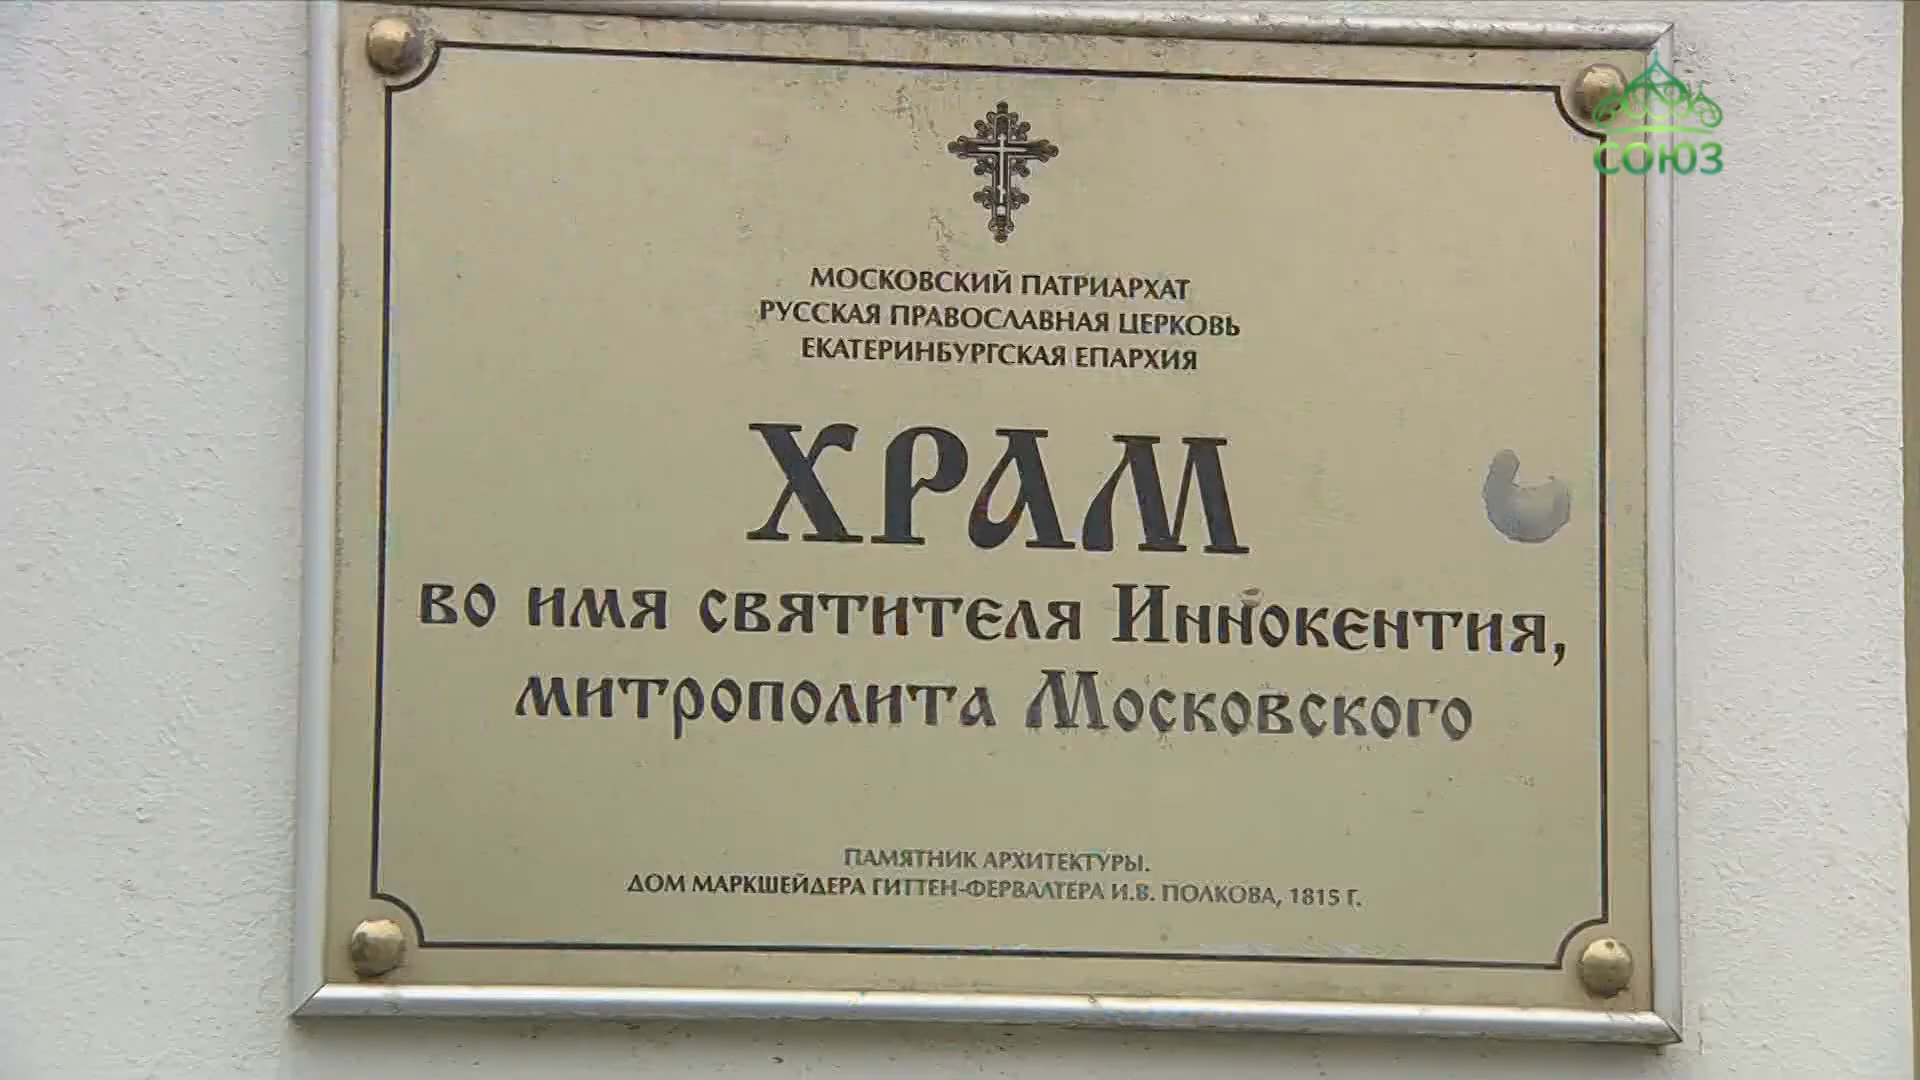 СОЮЗ
МОСКОВСКИЙ ПАТРИАРХАТ
РУССКАЯ ПРАВОСЛАВНАЯ ЦЕРКОВЬ
ЕКАТЕРИНБУРГСКАЯ ЕПАРХИЯ
ХРАМ
во имя святителя Иннокентия,
митрополита Московского
ПАМЯТНИК АРХИТЕКТУРЫ.
ДОМ МАРКШЕЙДЕРА ГИТТЕН-ФЕРВАЛТЕРА И.В. ПОЛКОВА, 1815 Г.